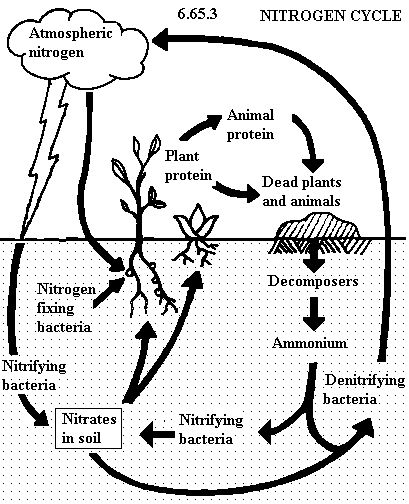 6.65.3 NITROGEN CYCLE
Atmospheric
nitrogen
Animal
protein
Plant
protein
Dead plants
and animals
Decomposers
Nitrogen
fixing
bacteria
Ammonium
Nitrifying
bacteria
Denitrifying
bacteria
Nitrates
in soil
Nitrifying
bacteria